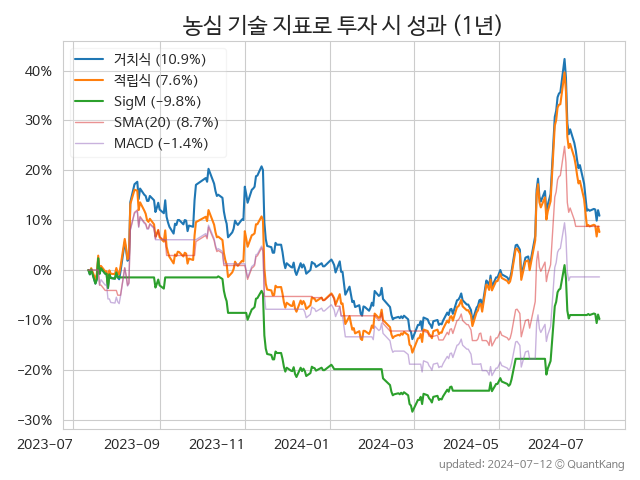 농심 기술 지표로 투자 시 성과 (1년)
거치식 (10.9%)
적립식 (7.6%)
SigM (−9.8%)
SMA(20) (8.7%)
MACD (−1.4%)
40%
30%
20%
10%
0%
−10%
−20%
−30%
2023-07 2023-09 2023-11 2024-01 2024-03 2024-05 2024-07
updated: 2024-07-12 © QuantKang